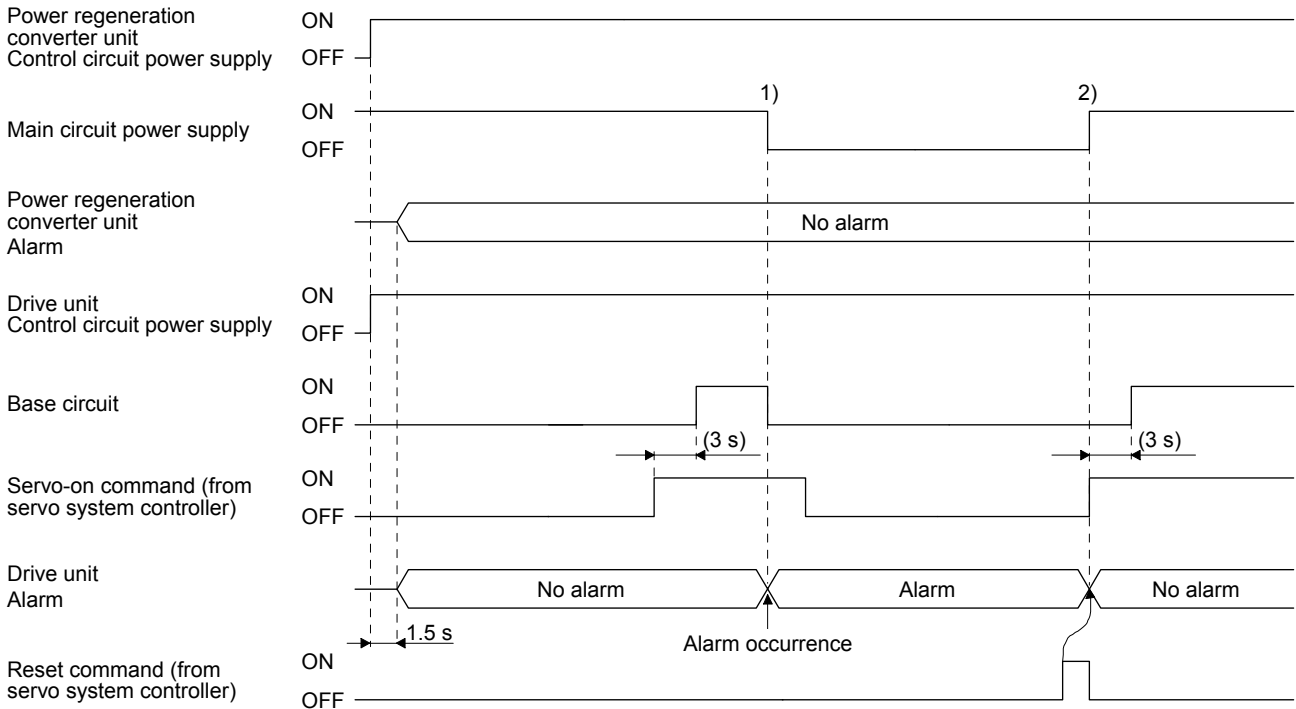 Power regeneration
converter unit
Control circuit power supply
ON
OFF
Main circuit power supply
ON
OFF
1)
2)
Power regeneration
converter unit
Alarm
No alarm
Drive unit
Control circuit power supply
ON
OFF
Base circuit
ON
OFF
(3 s)
(3 s)
Servo-on command (from
servo system controller)
ON
OFF
Drive unit
Alarm
No alarm
Alarm
No alarm
1.5 s
Alarm occurrence
Reset command (from
servo system controller)
ON
OFF